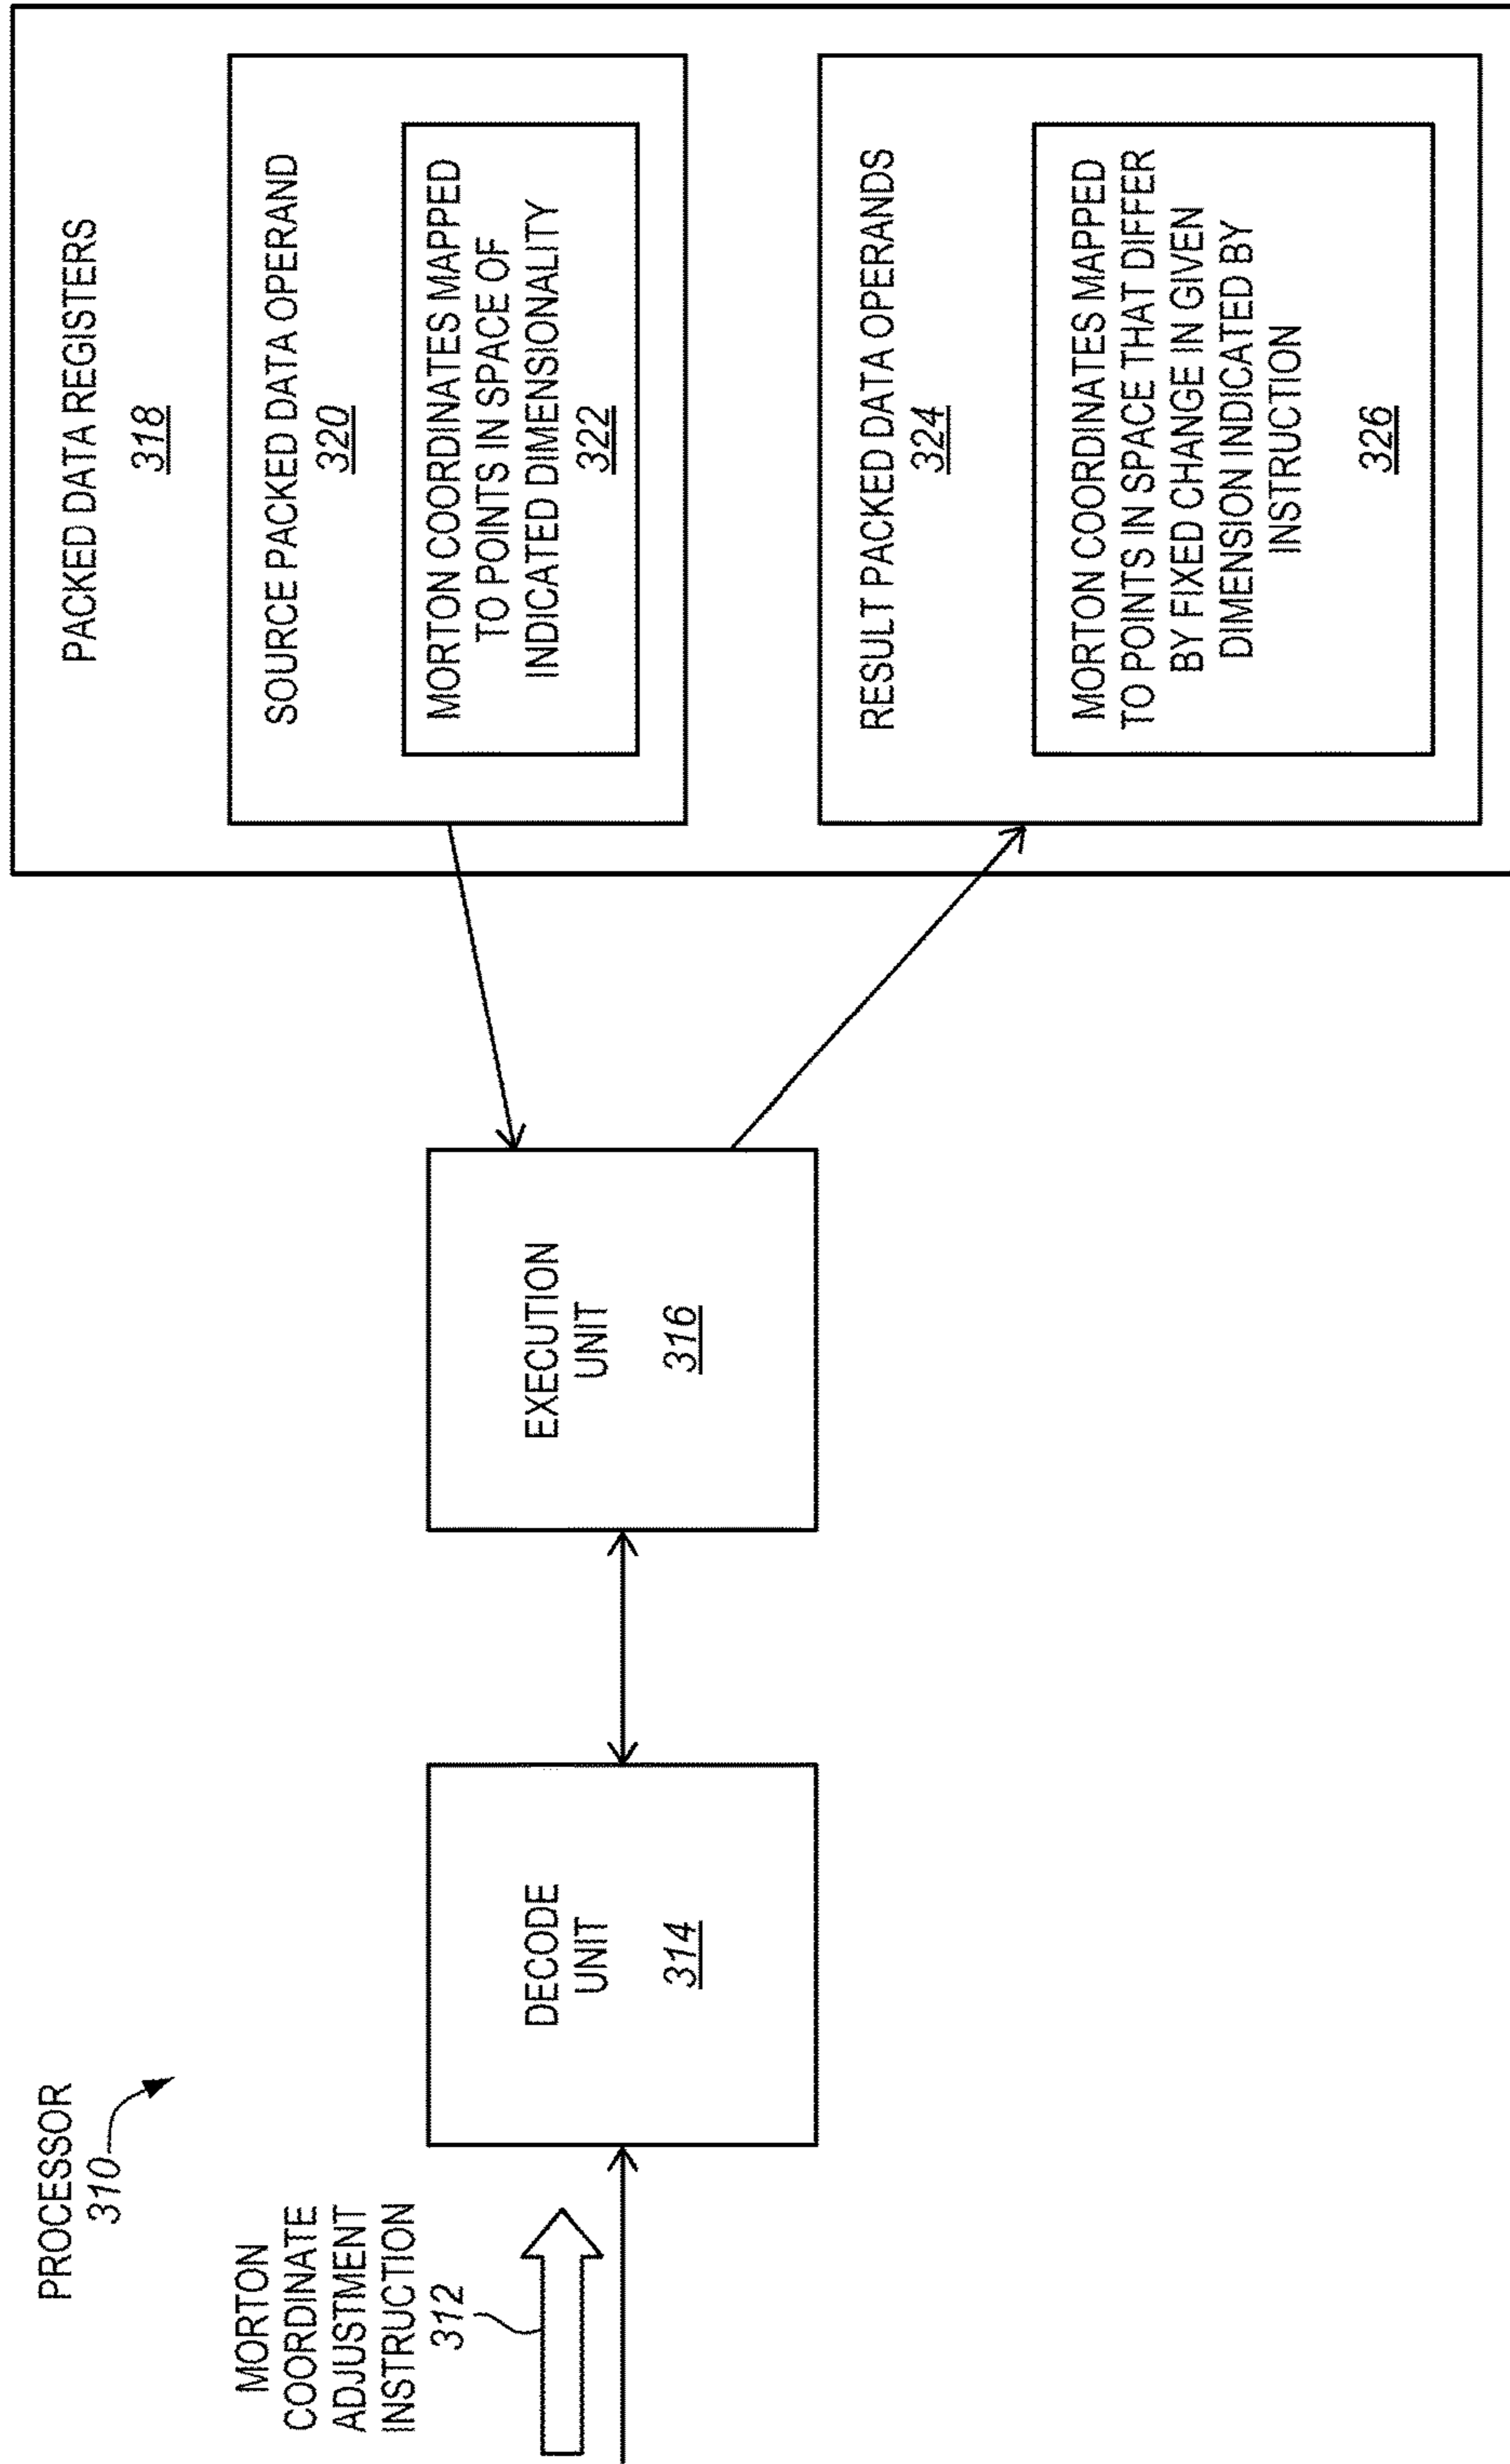 PROCESSOR
310
MORTON
COORDINATE
ADJUSTMENT
INSTRUCTION
312
DECODE
UNIT
314
EXECUTION
UNIT
316
PACKED DATA REGISTERS
318
SOURCE PACKED DATA OPERAND
320
MORTON COORDINATES MAPPED
TO POINTS IN SPACE OF
INDICATED DIMENSIONALITY
322
RESULT PACKED DATA OPERANDS
324
MORTON COORDINATES MAPPED
TO POINTS IN SPACE THAT DIFFER
BY FIXED CHANGE IN GIVEN
DIMENSION INDICATED BY
INSTRUCTION
326